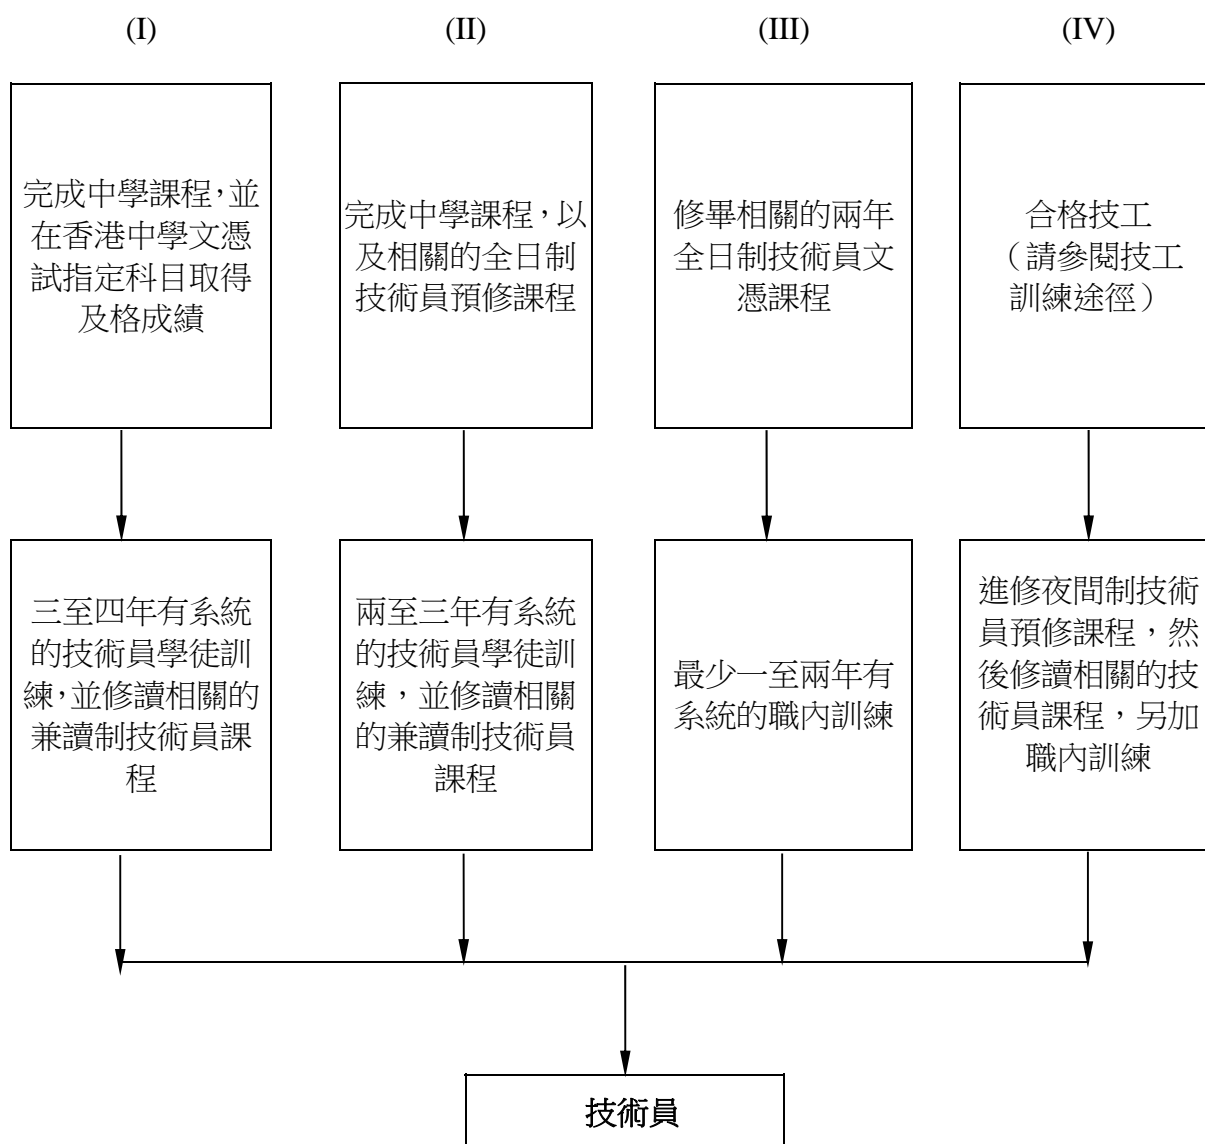 (I)
(II)
(III)
(IV)
完成中學課程，並
在香港中學文憑
試指定科目取得
及格成績
完成中學課程，以
及相關的全日制
技術員預修課程
修畢相關的兩年
全日制技術員文
憑課程
合格技工
（請參閱技工
訓練途徑）
三至四年有系統
的技術員學徒訓
練，並修讀相關的
兼讀制技術員課
程
兩至三年有系統
的技術員學徒訓
練，並修讀相關
的兼讀制技術員
課程
最少一至兩年有
系統的職內訓練
進修夜間制技術
員預修課程，然
後修讀相關的技
術員課程，另加
職內訓練
技術員